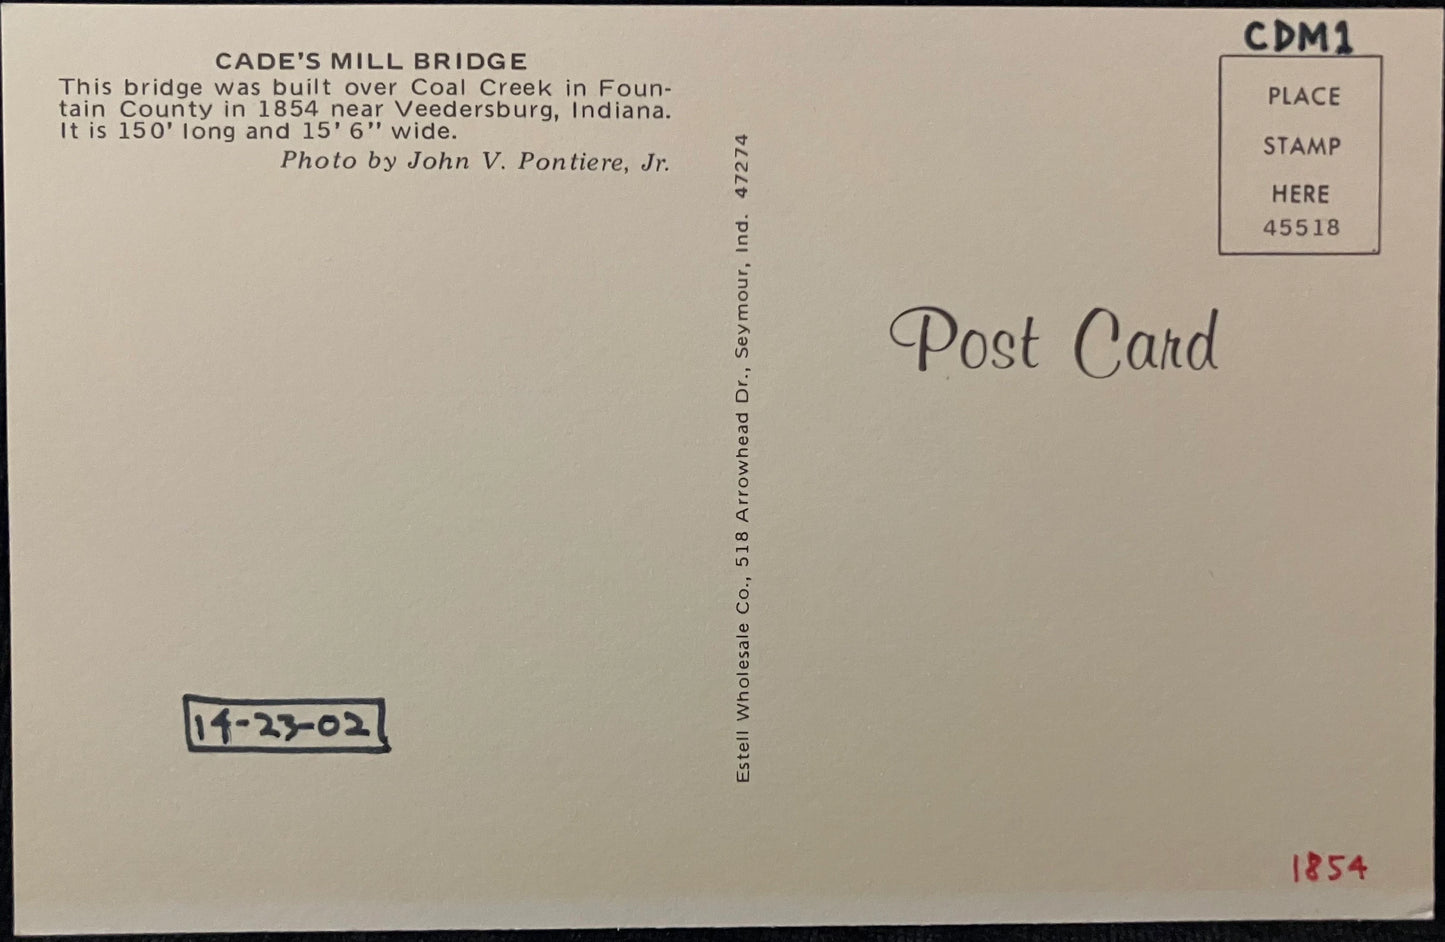 CADE'S MILL BRIDGE
This bridge was built over Coal Creek in Foun-
tain County in 1854 near Veedersburg, Indiana.
It is 150' long and 15' 6" wide.
Photo by John V. Pontiere, Jr.
14-23-02
Estell Wholesale Co., 518 Arrowhead Dr., Seymour, Ind. 47274
CDM1
PLACE
STAMP
HERE
45518
Post Card
1854